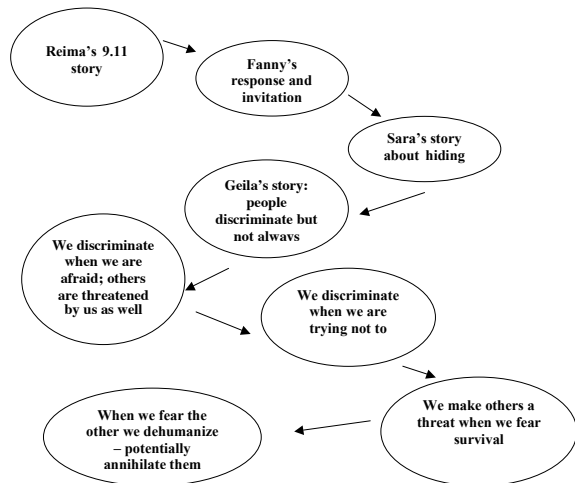 Reima's 9.11
story
Fanny's
response and
invitation
Sara's story
about hiding
Geila's story:
people
discriminate but
not always
We discriminate
when we are
afraid; others
are threatened
by us as well
We discriminate
when we are
trying not to
We make others a
threat when we fear
survival
When we fear the
other we dehumanize
– potentially
annihilate them